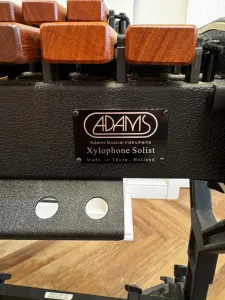 ADAMS
Adams Musical Instruments
Xylophone Solist
Made in Thorn - Holland